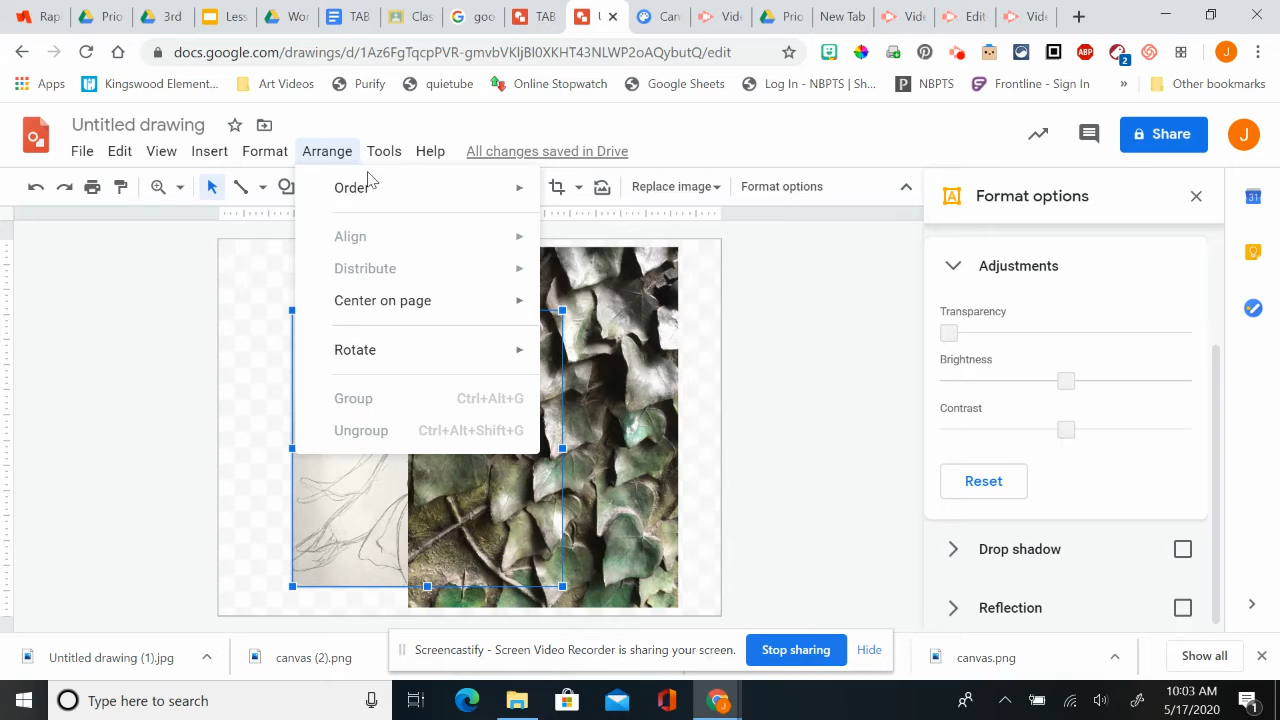 Rap
Prio
3rd
Less
Wor
TAB
Clas
goo
TAB
U
Can
Vide
Prio
New Tab
Vide
Edit
Vide
docs.google.com/drawings/d/1Az6FgTqcpPVR-gmvbVKljBI0XKHT43NLWP2oAQybutQ/edit
ABP
2
J
Apps
Kingswood Element...
Art Videos
Purify
quietube
Online Stopwatch
Google Sheets
Log In - NBPTS | Sh...
NBPTS
Frontline - Sign In
»
Other bookmarks
Untitled drawing
Share
J
File
Edit
View
Insert
Format
Arrange
Tools
Help
All changes saved in Drive
Replace image
Format options
Order
Align
Distribute
Center on page
Rotate
Group Ctrl+Alt+G
Ungroup Ctrl+Alt+Shift+G
Format options
Adjustments
Transparency
Brightness
Contrast
Reset
Drop shadow
Reflection
31
Untitled drawing (1).jpg
canvas (2).png
Screencastify - Screen Video Recorder is sharing your screen.
Stop sharing
Hide
canvas.png
Show all
Type here to search
10:03 AM
5/17/2020
1